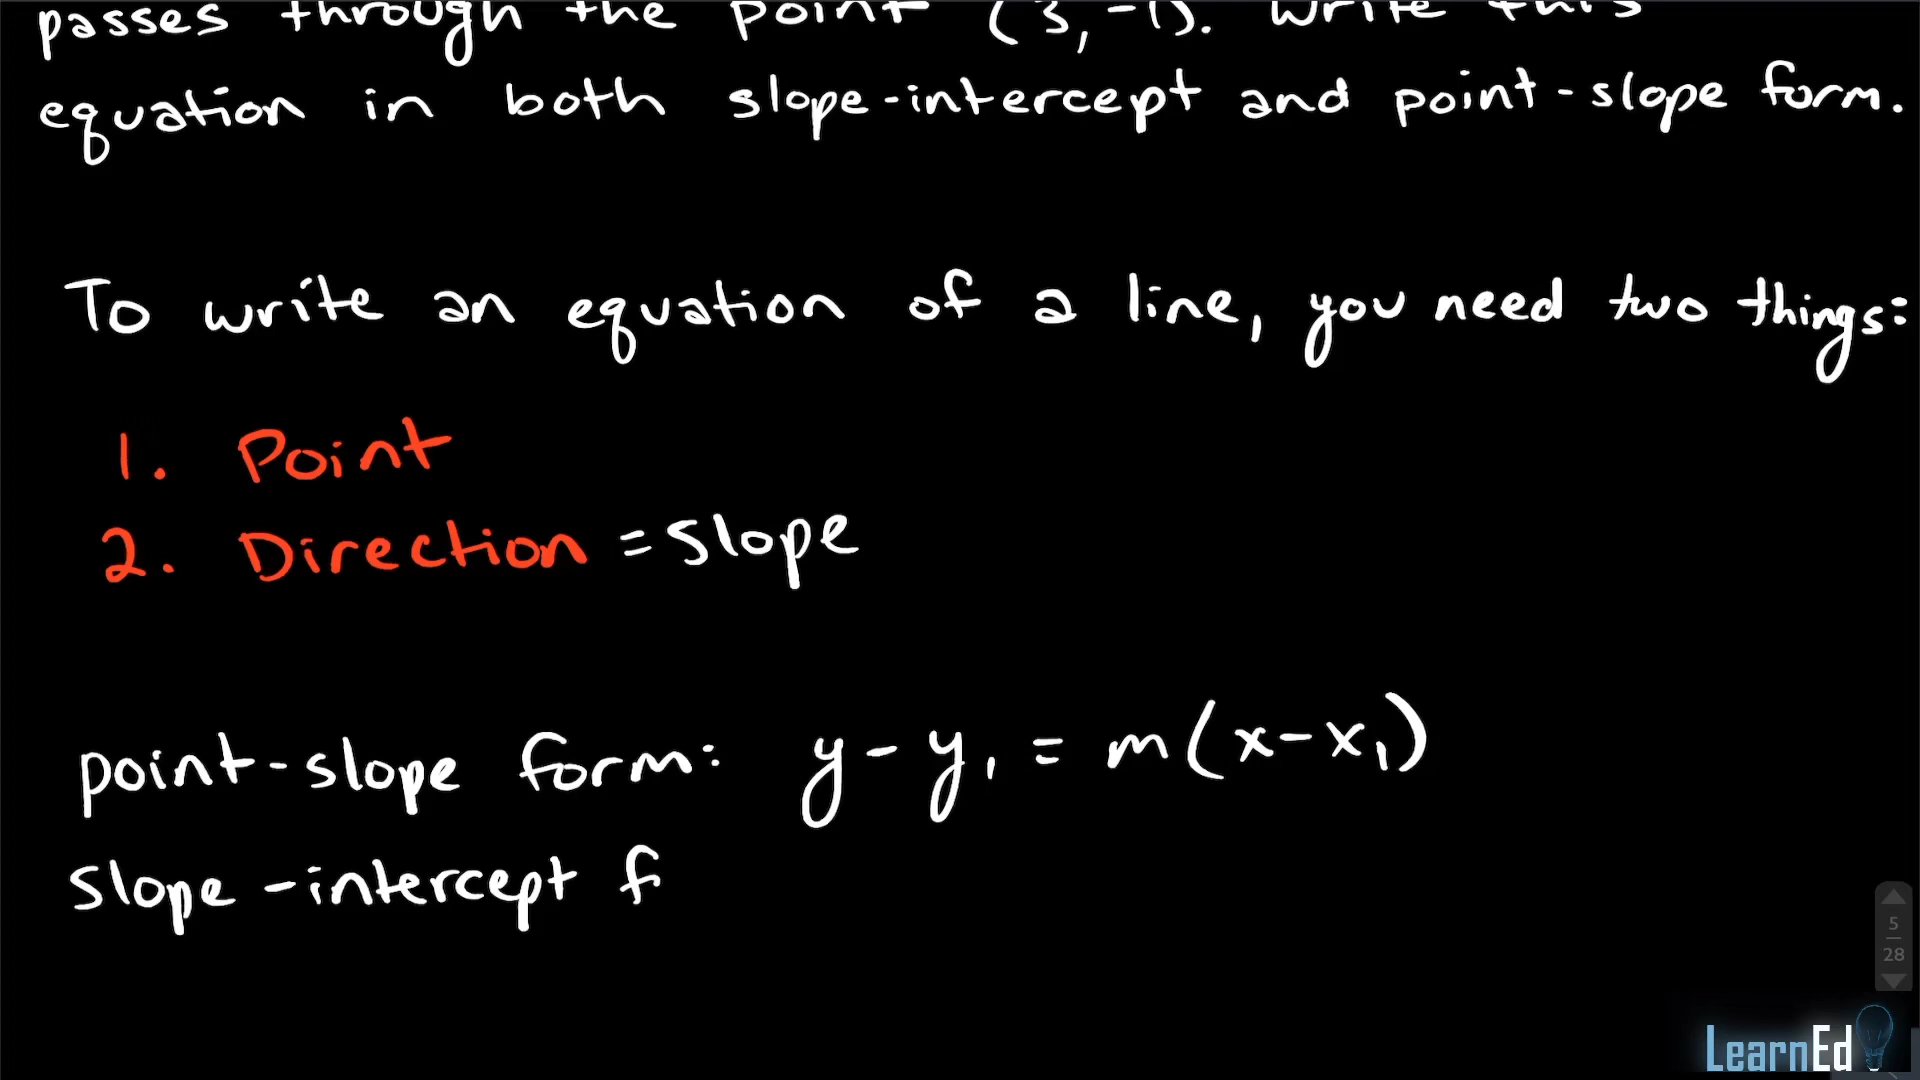 passes through the point (3,-1). Write this
equation in both slope-intercept and point-slope form.
To write an equation of a line, you need two things:
1. Point
2. Direction = slope
point-slope form: y - y₁ = m(x - x₁)
slope-intercept f
5
28
LearnEd